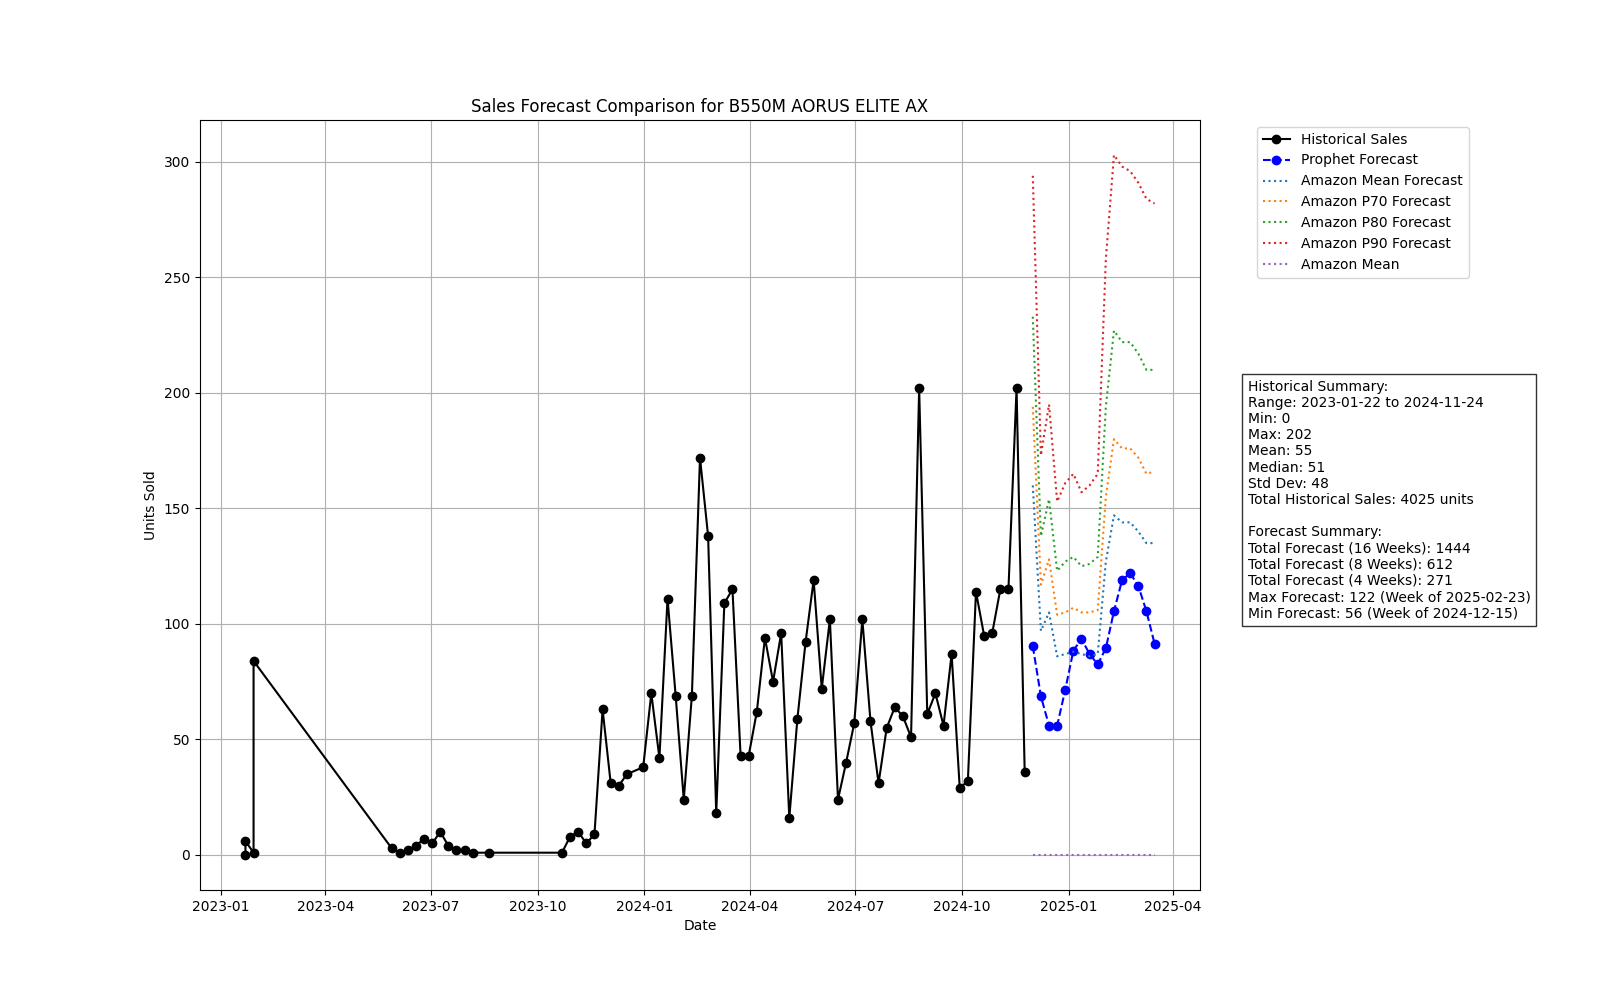 Sales Forecast Comparison for B550M AORUS ELITE AX
Units Sold
300
250
200
150
100
50
0
2023-01
2023-04
2023-07
2023-10
2024-01
2024-04
2024-07
2024-10
2025-01
2025-04
Date
Historical Sales
Prophet Forecast
Amazon Mean Forecast
Amazon P70 Forecast
Amazon P80 Forecast
Amazon P90 Forecast
Amazon Mean
Historical Summary:
Range: 2023-01-22 to 2024-11-24
Min: 0
Max: 202
Mean: 55
Median: 51
Std Dev: 48
Total Historical Sales: 4025 units
Forecast Summary:
Total Forecast (16 Weeks): 1444
Total Forecast (8 Weeks): 612
Total Forecast (4 Weeks): 271
Max Forecast: 122 (Week of 2025-02-23)
Min Forecast: 56 (Week of 2024-12-15)